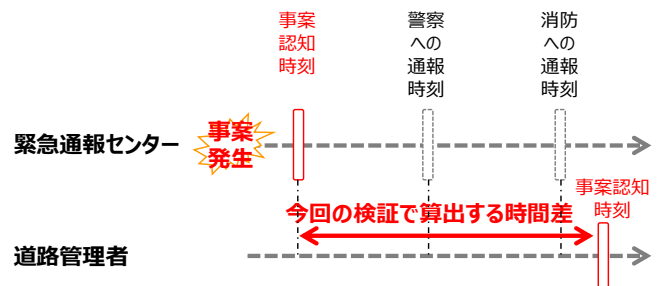 事案
認知
時刻
警察
への
通報
時刻
消防
への
通報
時刻
緊急通報センター
事案
発生
事案認知
時刻
今回の検証で算出する時間差
道路管理者